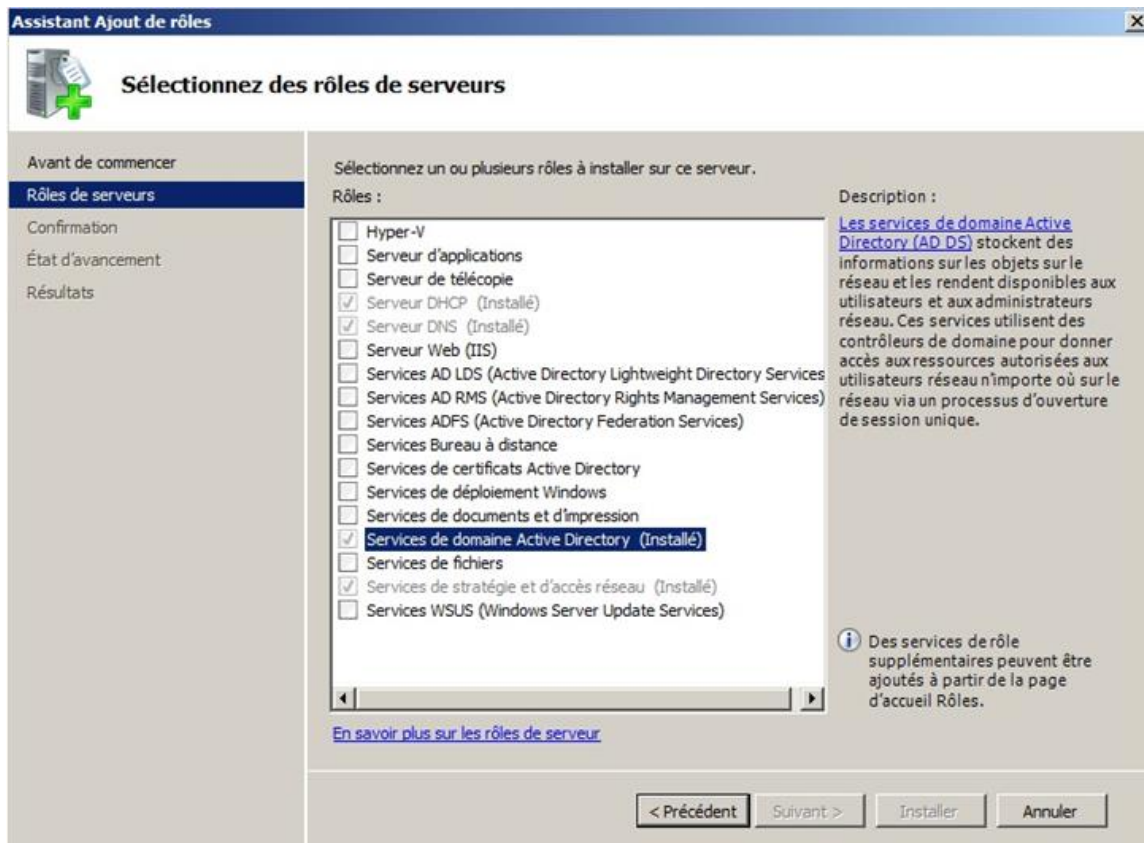 Assistant Ajout de rôles
Sélectionnez des rôles de serveurs
Avant de commencer
Rôles de serveurs
Confirmation
État d'avancement
Résultats
Sélectionnez un ou plusieurs rôles à installer sur ce serveur.
Rôles :
Hyper-V
Serveur d'applications
Serveur de télécopie
Serveur DHCP (Installé)
Serveur DNS (Installé)
Serveur Web (IIS)
Services AD LDS (Active Directory Lightweight Directory Services
Services AD RMS (Active Directory Rights Management Services)
Services ADFS (Active Directory Federation Services)
Services Bureau à distance
Services de certificats Active Directory
Services de déploiement Windows
Services de documents et d'impression
Services de domaine Active Directory (Installé)
Services de fichiers
Services de stratégie et d'accès réseau (Installé)
Services WSUS (Windows Server Update Services)
En savoir plus sur les rôles de serveur
Description :
Les services de domaine Active
Directory (AD DS) stockent des
informations sur les objets sur le
réseau et les rendent disponibles aux
utilisateurs et aux administrateurs
réseau. Ces services utilisent des
contrôleurs de domaine pour donner
accès aux ressources autorisées aux
utilisateurs réseau n'importe où sur le
réseau via un processus d'ouverture
de session unique.
Des services de rôle
supplémentaires peuvent être
ajoutés à partir de la page
d'accueil Rôles.
< Précédent
Suivant >
Installer
Annuler